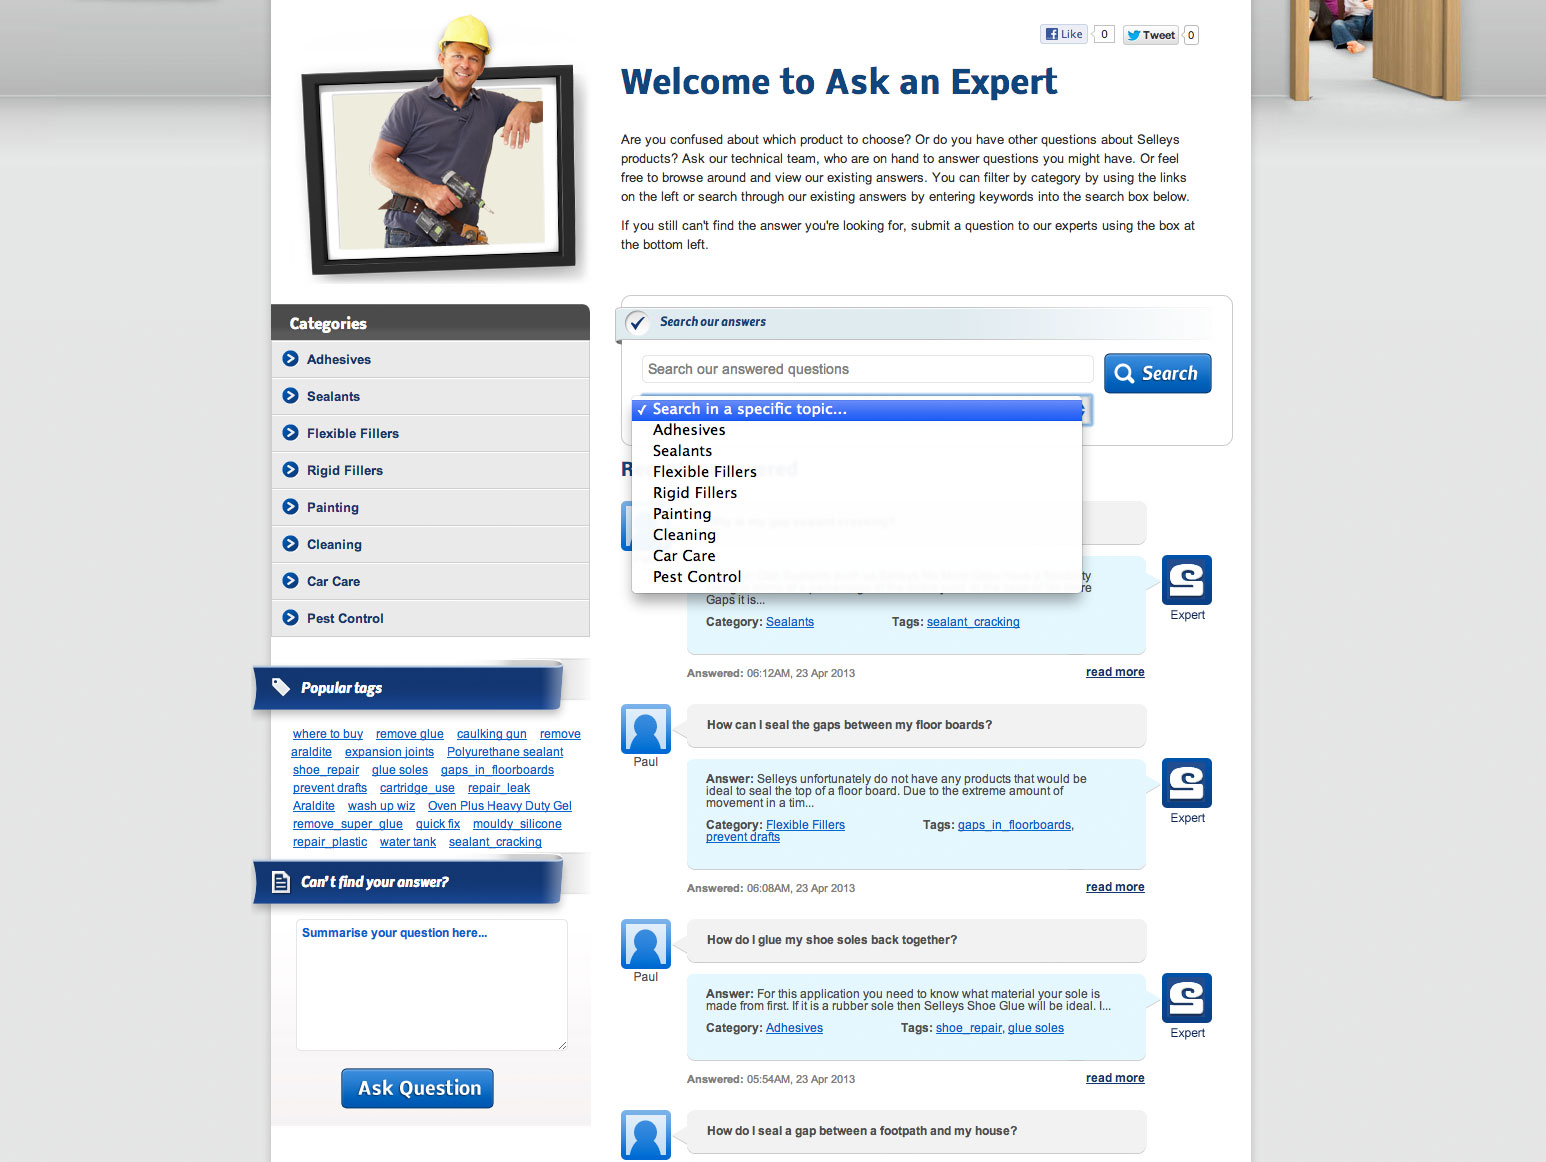 Like 0 Tweet 0
Welcome to Ask an Expert
Are you confused about which product to choose? Or do you have other questions about Selleys
products? Ask our technical team, who are on hand to answer questions you might have. Or feel
free to browse around and view our existing answers. You can filter by category by using the links
on the left or search through our existing answers by entering keywords into the search box below.
If you still can't find the answer you're looking for, submit a question to our experts using the box at
the bottom left.
Categories
Adhesives
Sealants
Flexible Fillers
Rigid Fillers
Painting
Cleaning
Car Care
Pest Control
Popular tags
where to buy remove glue caulking gun remove
araldite expansion joints Polyurethane sealant
shoe_repair glue soles gaps_in_floorboards
prevent drafts cartridge_use repair_leak
Araldite wash up wiz Oven Plus Heavy Duty Gel
remove_super_glue quick fix mouldy_silicone
repair_plastic water tank sealant_cracking
Can't find your answer?
Summarise your question here...
Ask Question
Search our answers
Search our answered questions
Search
✓ Search in a specific topic...
Adhesives
Sealants
Flexible Fillers
Rigid Fillers
Painting
Cleaning
Car Care
Pest Control
Gaps it is...
Category: Sealants Tags: sealant_cracking
Expert
Answered: 06:12AM, 23 Apr 2013 read more
How can I seal the gaps between my floor boards?
Paul
Answer: Selleys unfortunately do not have any products that would be
ideal to seal the top of a floor board. Due to the extreme amount of
movement in a tim...
Category: Flexible Fillers Tags: gaps_in_floorboards,
prevent drafts
Expert
Answered: 06:08AM, 23 Apr 2013 read more
How do I glue my shoe soles back together?
Paul
Answer: For this application you need to know what material your sole is
made from first. If it is a rubber sole then Selleys Shoe Glue will be ideal. I...
Category: Adhesives Tags: shoe_repair, glue soles
Expert
Answered: 05:54AM, 23 Apr 2013 read more
How do I seal a gap between a footpath and my house?